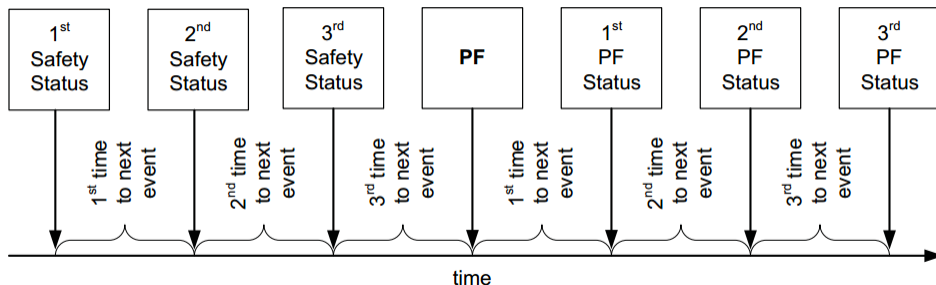 1st
Safety
Status
2nd
Safety
Status
3rd
Safety
Status
PF
1st
PF
Status
2nd
PF
Status
3rd
PF
Status
1st time
to next
event
2nd time
to next
event
3rd time
to next
event
1st time
to next
event
2nd time
to next
event
3rd time
to next
event
time